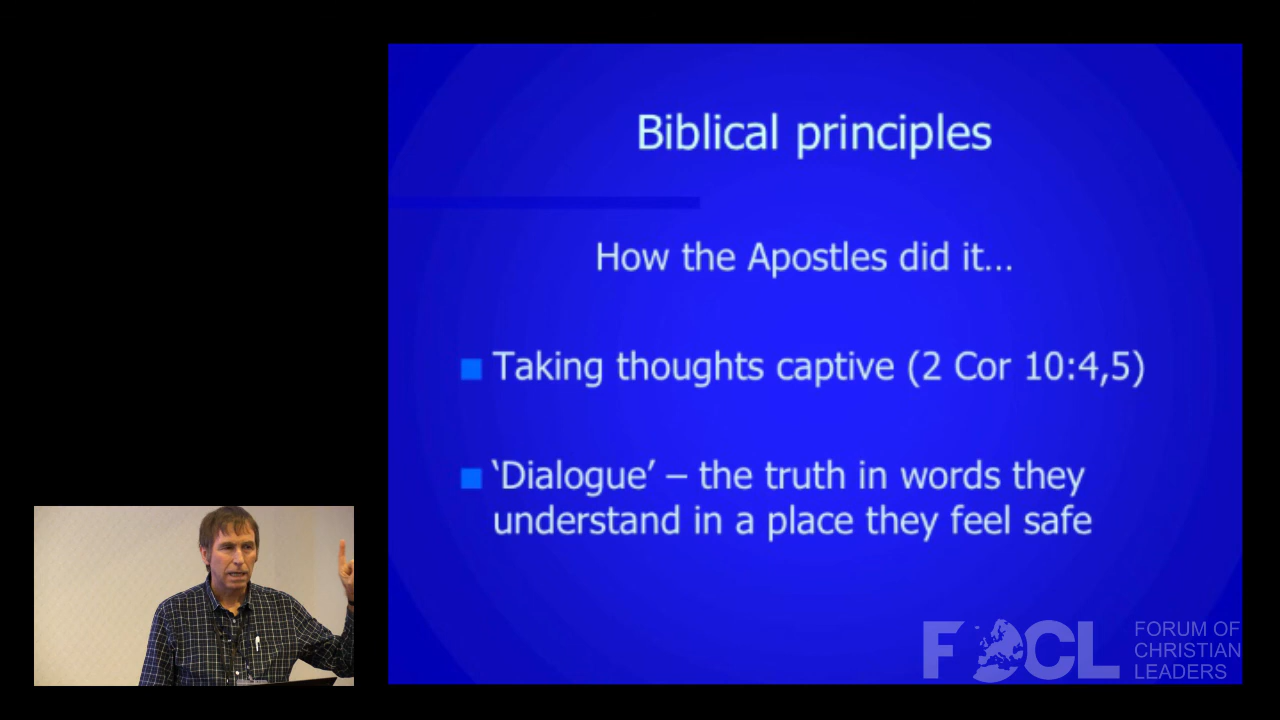 Biblical principles
How the Apostles did it...
Taking thoughts captive (2 Cor 10:4,5)
‘Dialogue’ – the truth in words they
understand in a place they feel safe
FOCL
FORUM OF
CHRISTIAN
LEADERS